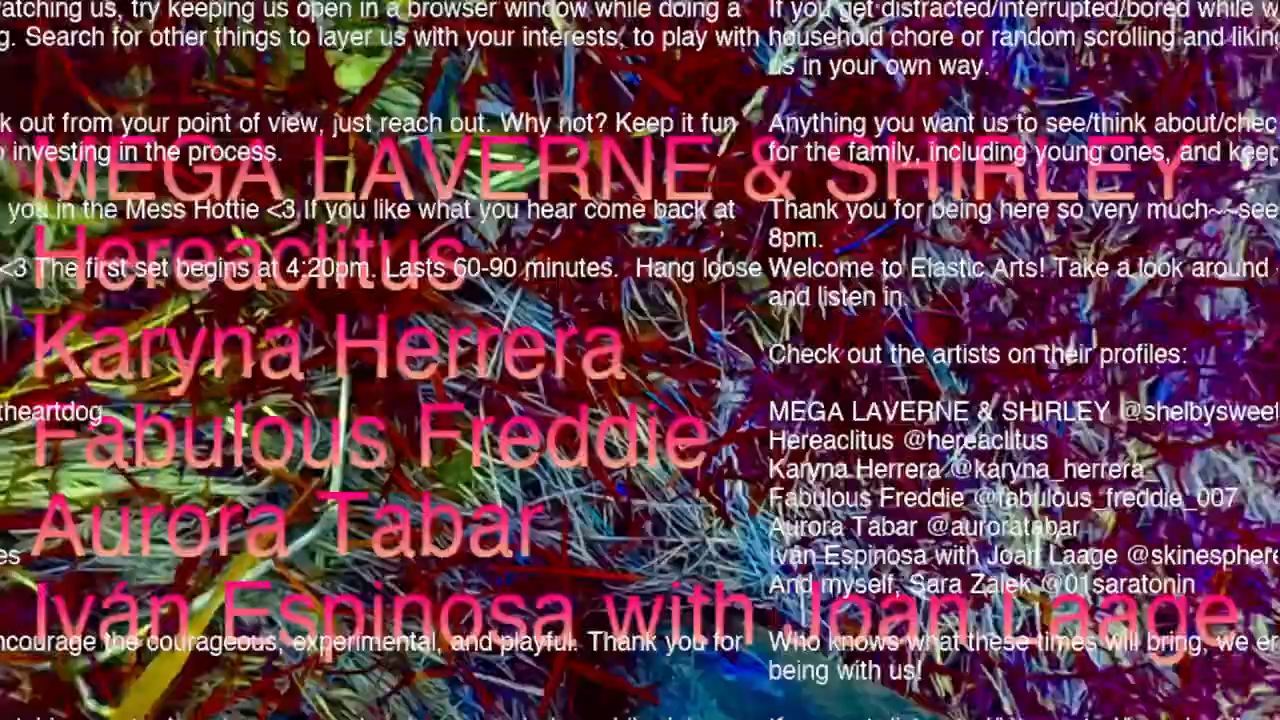 atching us, try keeping us open in a browser window while doing a
g. Search for other things to layer us with your interests, to play with
k out from your point of view, just reach out. Why not? Keep it fun
investing in the process.
you in the Mess Hottie <3 If you like what you hear come back at
<3 The first set begins at 4:20pm. Lasts 60-90 minutes. Hang loose
theartdog
es
ncourage the courageous, experimental, and playful. Thank you for
MEGA LAVERNE & SHIRLEY
Hereaclitus
Karyna Herrera
Fabulous Freddie
Aurora Tabar
Iván Espinosa with Joan Laage
If you get distracted/interrupted/bored while w
household chore or random scrolling and liking
us in your own way.
Anything you want us to see/think about/chec
for the family, including young ones, and keep
Thank you for being here so very much~~see
8pm.
Welcome to Elastic Arts! Take a look around
and listen in.
Check out the artists on their profiles:
MEGA LAVERNE & SHIRLEY @shelbysweet
Hereaclitus @hereaclitus
Karyna Herrera @karyna_herrera_
Fabulous Freddie @fabulous_freddie_007
Aurora Tabar @auroratabar
Iván Espinosa with Joan Laage @skinesphere
And myself, Sara Zalek @01saratonin
Who knows what these times will bring, we en
being with us!